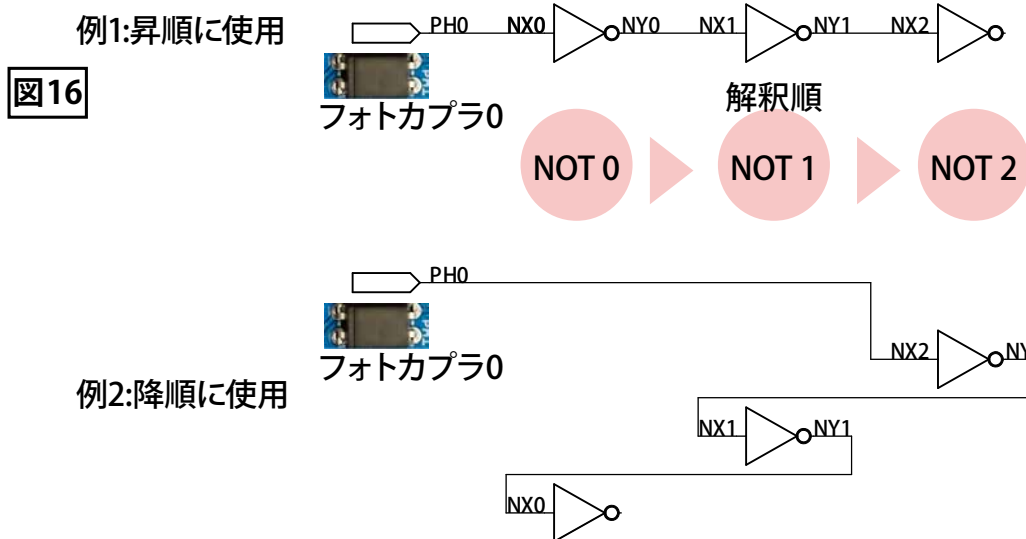 例1:昇順に使用
PH0 NX0 NY0 NX1 NY1 NX2
図16
フォトカプラ0
解釈順
NOT 0 NOT 1 NOT 2
PH0
フォトカプラ0
NX2 NY
例2:降順に使用
NX1 NY1
NX0